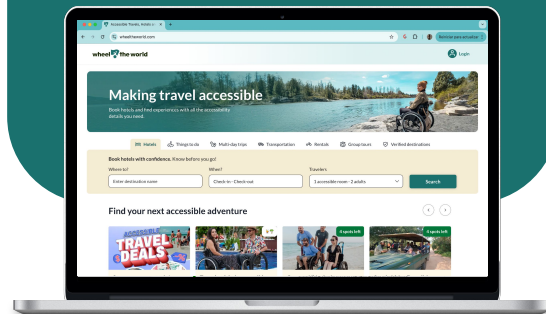 Accessible Travels, Hotels
wheeltheworld.com
wheel the world
Login
Making travel accessible
Book hotels and find experiences with all the accessibility
details you need.
Hotels Things to do Multi-day trips Transportation Rentals Group tours Verified destinations
Book hotels with confidence. Know before you go!
Where to? When? Travelers
Enter destination name Check-in - Check-out 1 accessible room - 2 adults Search
Find your next accessible adventure
ACCESSIBLE
TRAVEL
DEALS
4 spots left
6 spots left